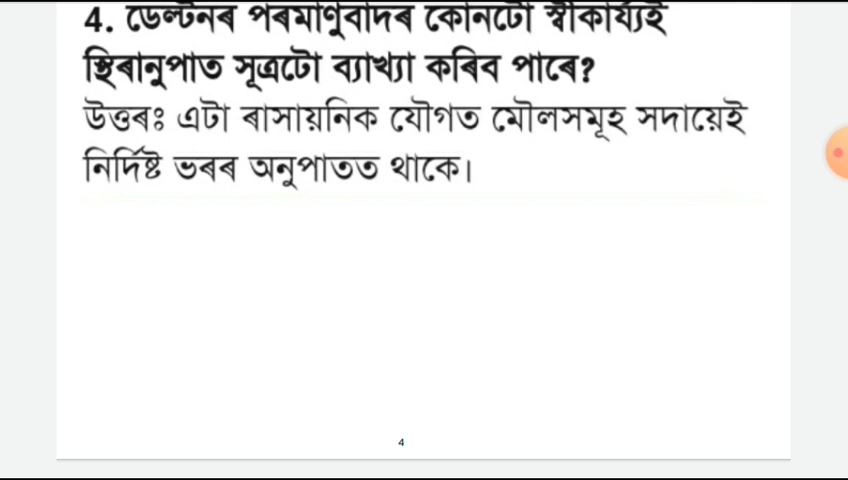 4. ডেল্টনৰ পৰমাণুবাদৰ কোনটো স্বীকাৰ্য্যই
স্থিৰানুপাত সূত্ৰটো ব্যাখ্যা কৰিব পাৰে?
উত্তৰঃ এটা ৰাসায়নিক যৌগত মৌলসমূহ সদায়েই
নিৰ্দিষ্ট ভৰৰ অনুপাতত থাকে।
4